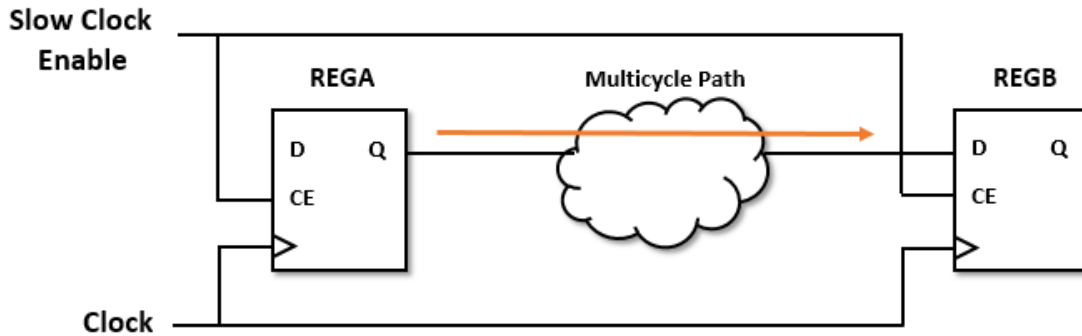 Slow Clock
Enable
REGA
Multicycle Path
REGB
D
Q
CE
D
Q
CE
Clock